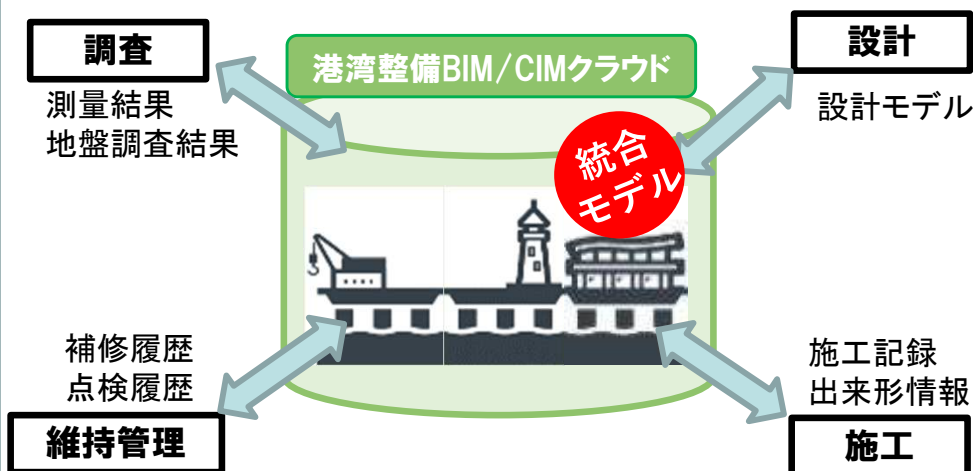 調査
測量結果
地盤調査結果
港湾整備BIM/CIMクラウド
設計
設計モデル
統合
モデル
補修履歴
点検履歴
維持管理
施工記録
出来形情報
施工